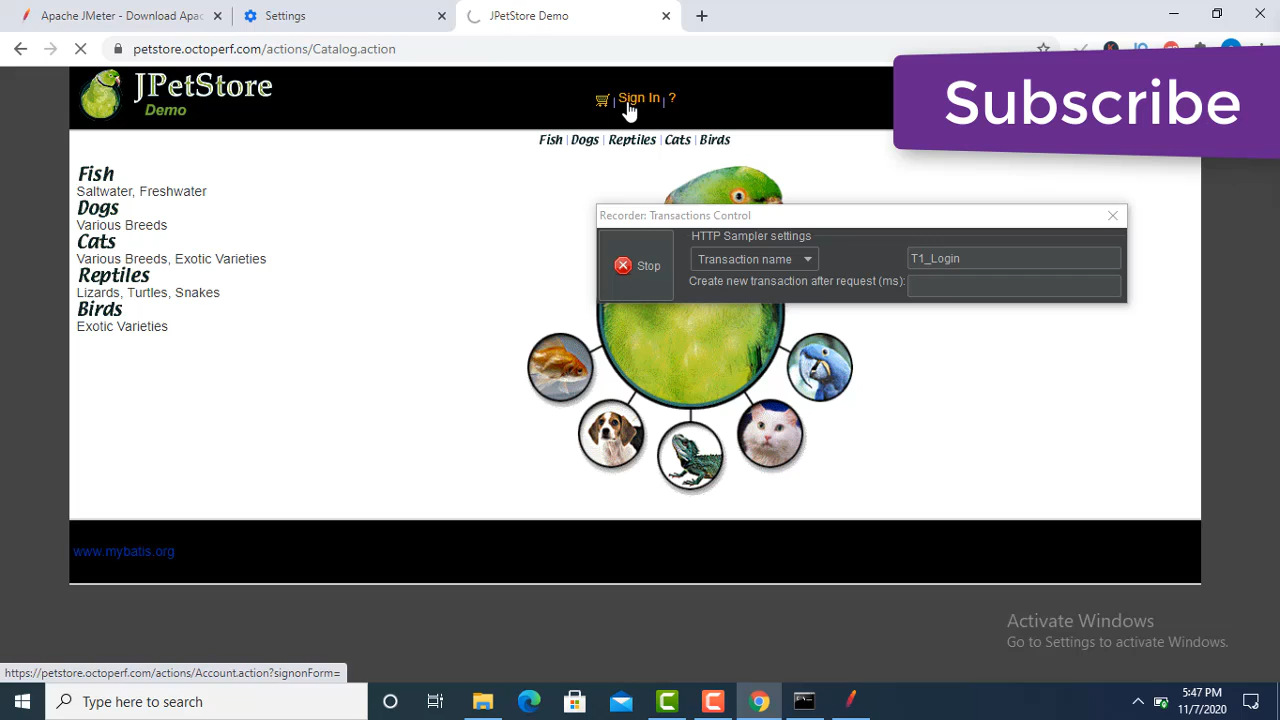 Apache JMeter - Download Apac
Settings
JPetStore Demo
petstore.octoperf.com/actions/Catalog.action
Subscribe
JPetStore
Demo
Sign In | ?
Fish | Dogs | Reptiles | Cats | Birds
Fish
Saltwater, Freshwater
Dogs
Various Breeds
Cats
Various Breeds, Exotic Varieties
Reptiles
Lizards, Turtles, Snakes
Birds
Exotic Varieties
Recorder: Transactions Control
HTTP Sampler settings
Stop
Transaction name
T1_Login
Create new transaction after request (ms):
www.mybatis.org
Activate Windows
Go to Settings to activate Windows.
https://petstore.octoperf.com/actions/Account.action?signonForm=
Type here to search
5:47 PM
11/7/2020